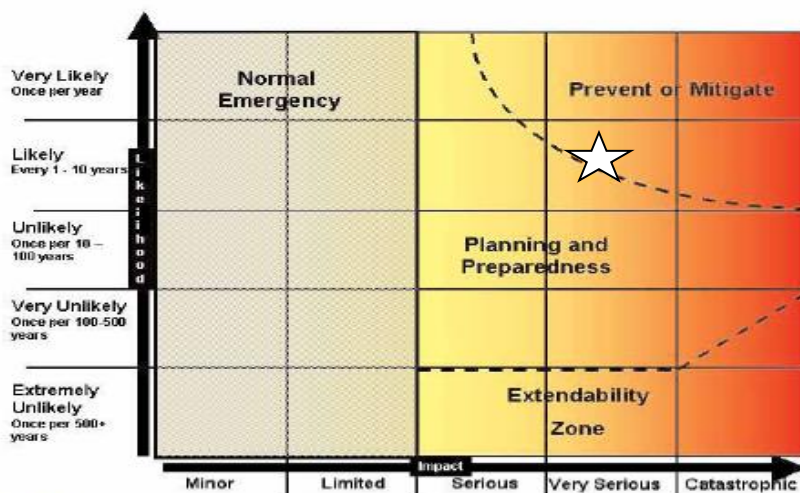 Very Likely
Once per year
Likely
Every 1 - 10 years
Unlikely
Once per 10 –
100 years
Very Unlikely
Once per 100-500
years
Extremely
Unlikely
Once per 500+
years
Likelihood
Normal
Emergency
Prevent or Mitigate
Planning and
Preparedness
Extendability
Zone
Impact
Minor
Limited
Serious
Very Serious
Catastrophic